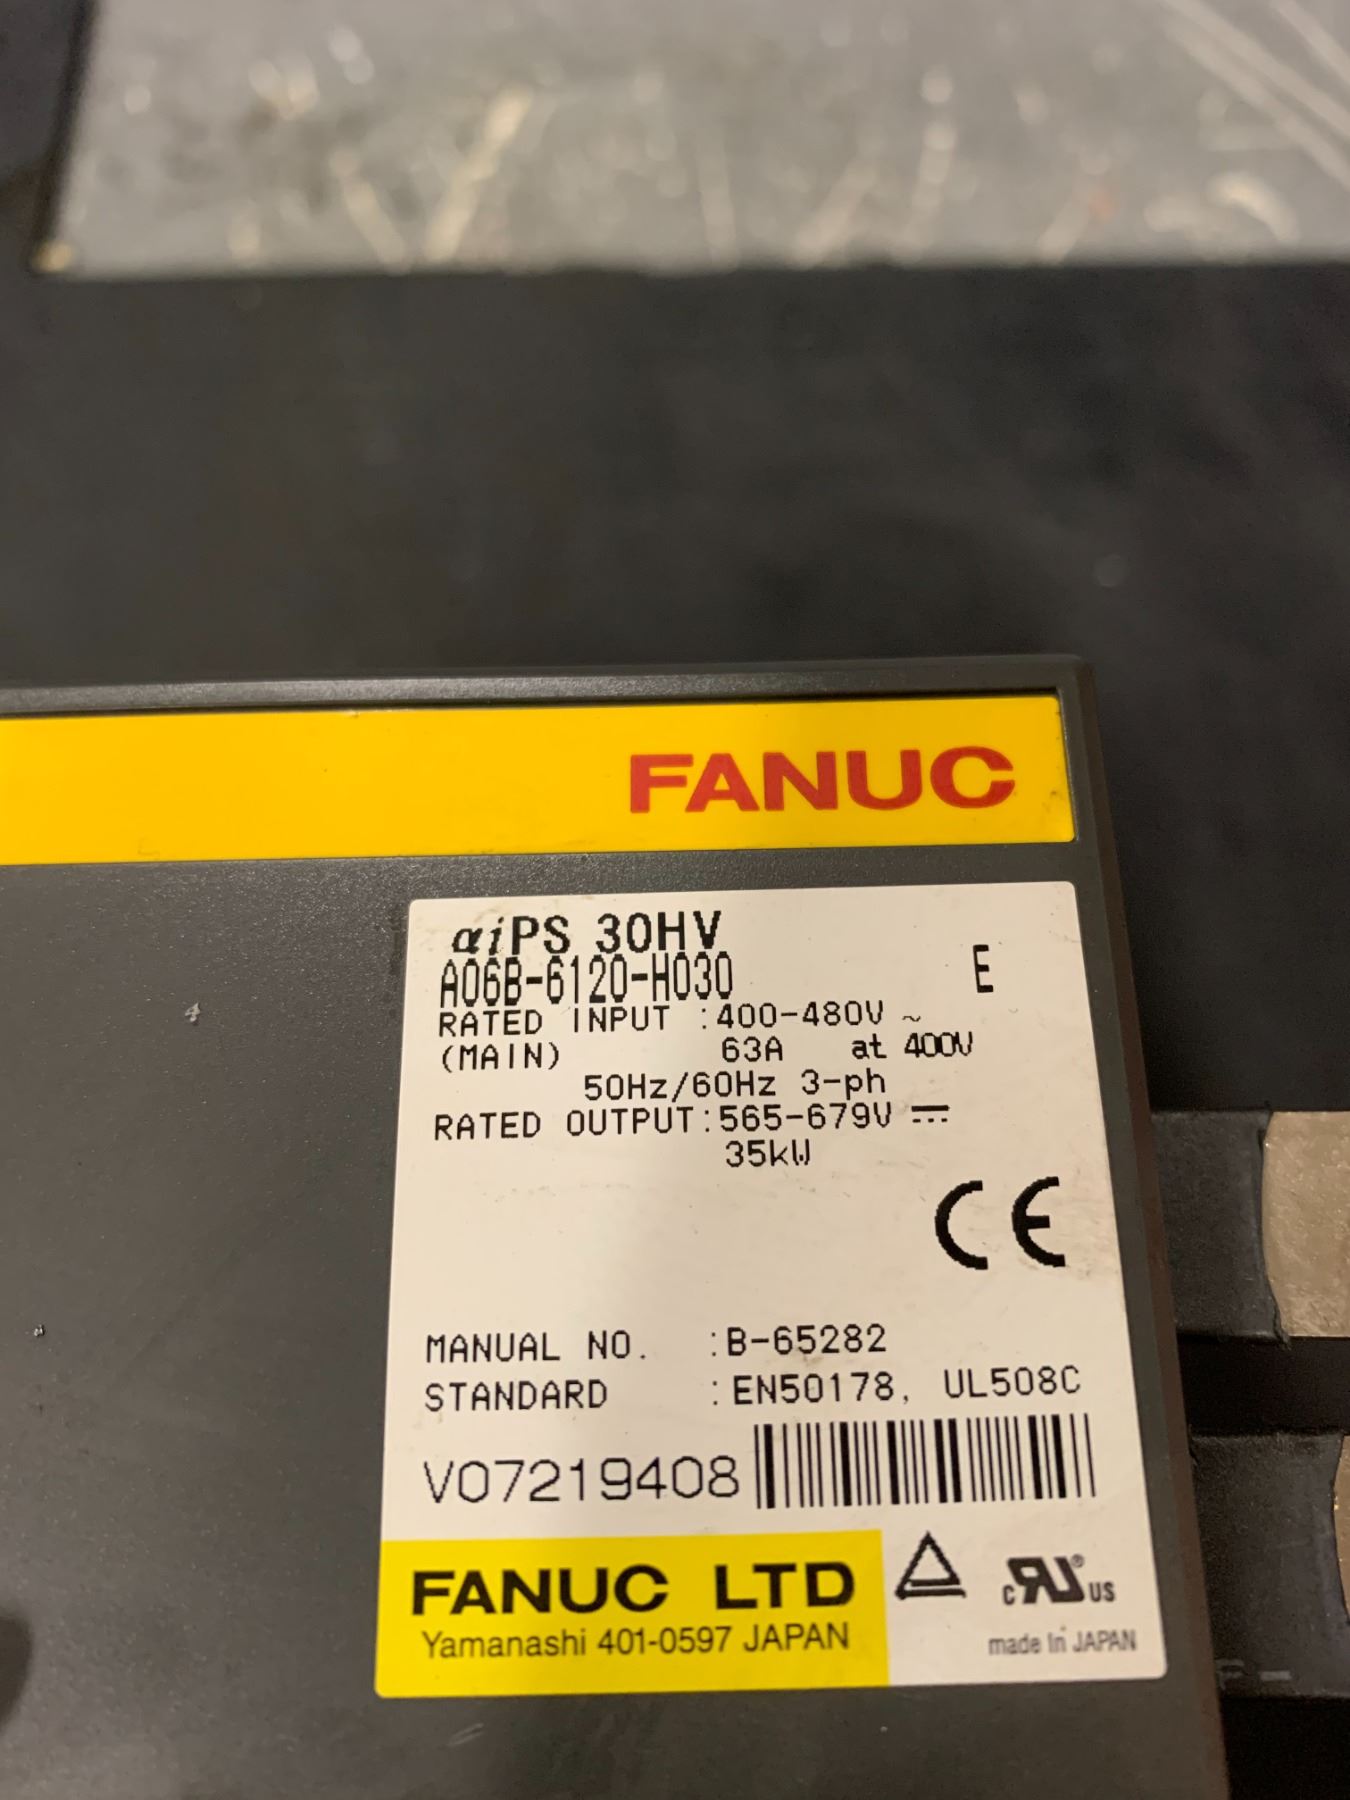 FANUC
αiPS 30HV
A06B-6120-H030 E
RATED INPUT :400-480V ~
(MAIN) 63A at 400V
50Hz/60Hz 3-ph
RATED OUTPUT:565-679V ⎓
35kW
CE
MANUAL NO. :B-65282
STANDARD :EN50178, UL508C
V07219408
FANUC LTD
Yamanashi 401-0597 JAPAN
c RU ® US
made in JAPAN